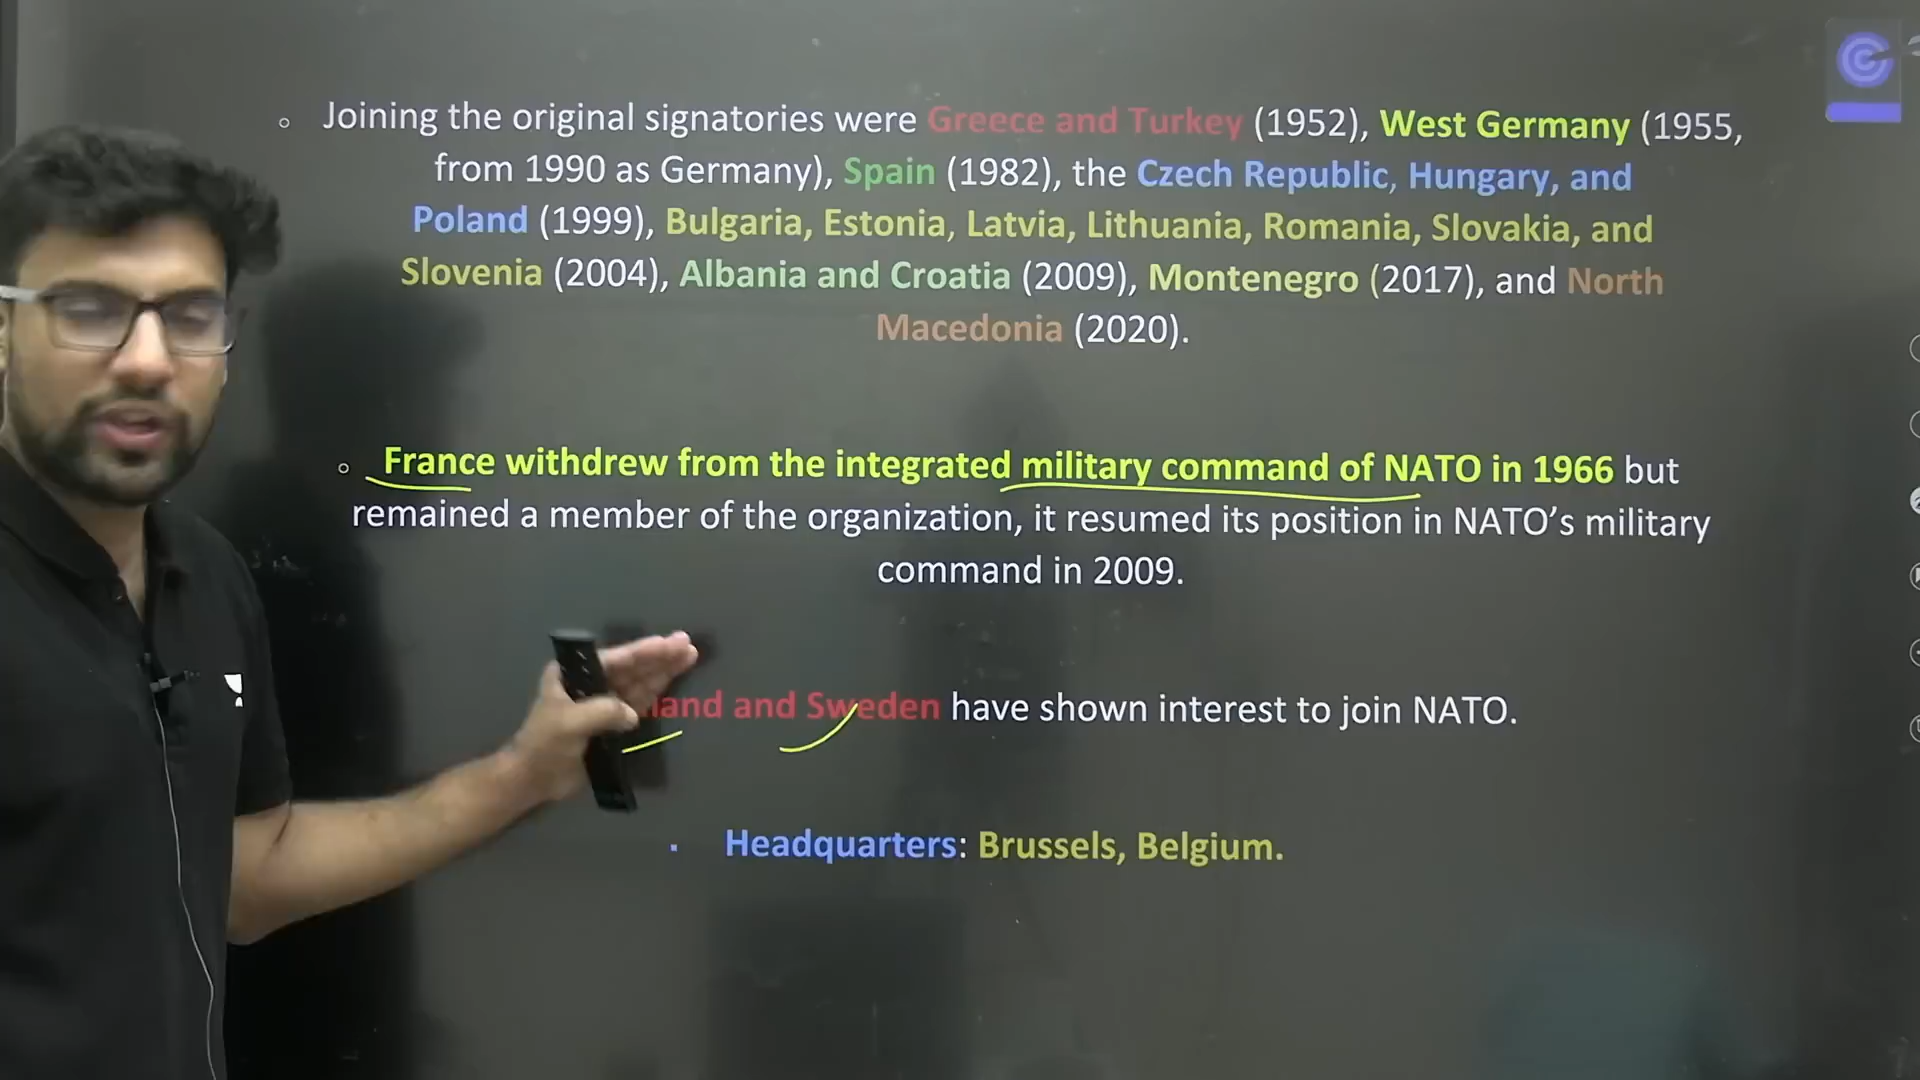 Joining the original signatories were Greece and Turkey (1952), West Germany (1955,
from 1990 as Germany), Spain (1982), the Czech Republic, Hungary, and
Poland (1999), Bulgaria, Estonia, Latvia, Lithuania, Romania, Slovakia, and
Slovenia (2004), Albania and Croatia (2009), Montenegro (2017), and North
Macedonia (2020).
France withdrew from the integrated military command of NATO in 1966 but
remained a member of the organization, it resumed its position in NATO's military
command in 2009.
and Sweden have shown interest to join NATO.
Headquarters: Brussels, Belgium.